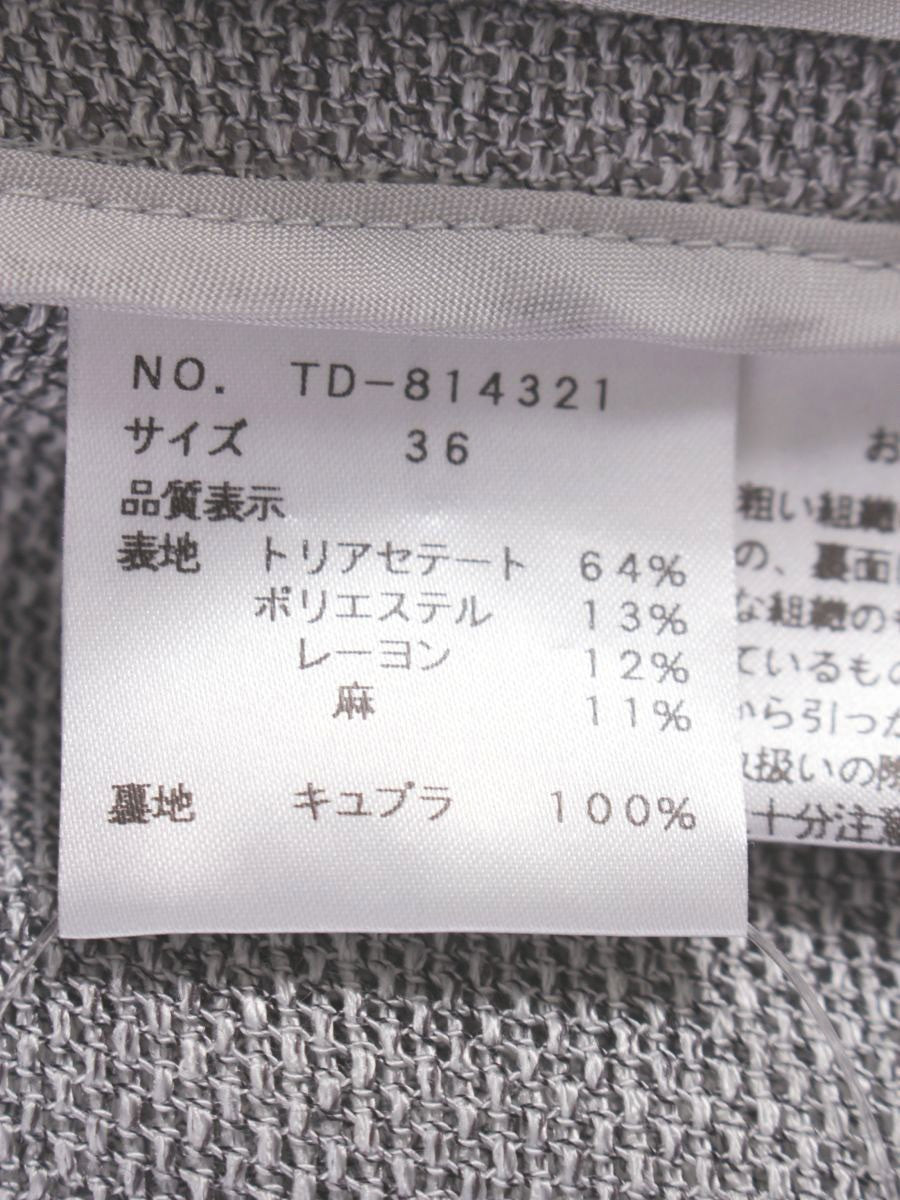 NO. TD-814321
サイズ 36
品質表示
表地 トリアセテート 64%
ポリエステル 13%
レーヨン 12%
麻 11%
裏地 キュプラ 100%
お
粗い組織
の、裏面
な組織の
ているもの
から引っか
扱いの際
十分注意